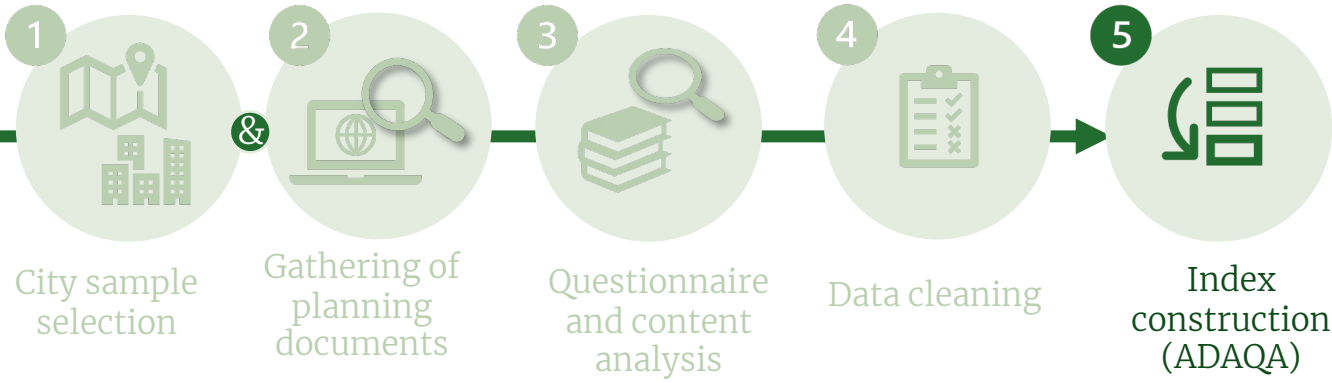 1
City sample
selection
&
2
Gathering of
planning
documents
3
Questionnaire
and content
analysis
4
Data cleaning
5
Index
construction
(ADAQA)